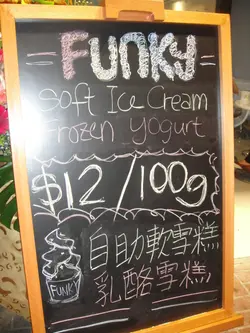 = FUNKY =
Soft Ice Cream
Frozen Yogurt
$12/100g
自助軟雪糕
乳酪雪糕
FUNKY